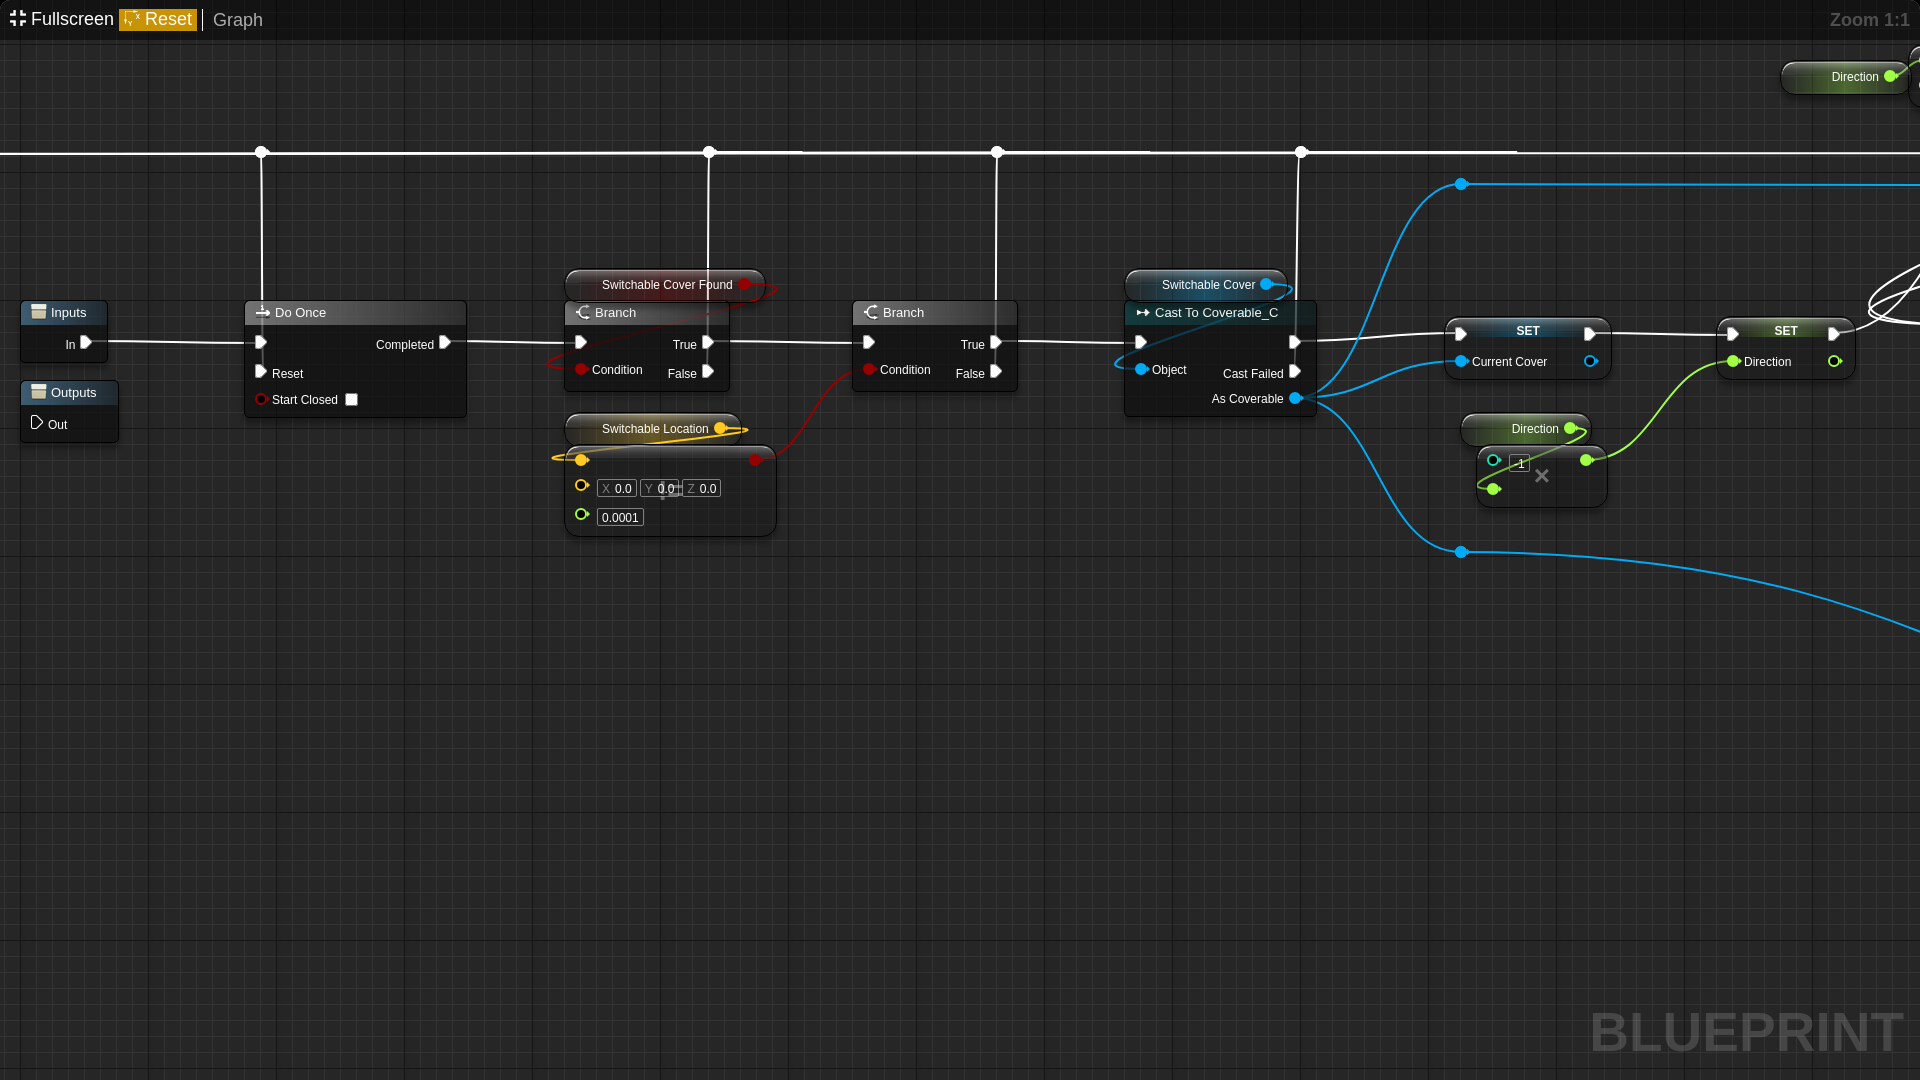 Fullscreen Reset Graph Zoom 1:1
Direction
Switchable Cover Found
Switchable Cover
Inputs
In
Outputs
Out
Do Once
Completed
Reset
Start Closed
Branch
True
Condition
False
Switchable Location
X 0.0 Y 0.0 Z 0.0
0.0001
Branch
True
Condition
False
Cast To Coverable_C
Object
Cast Failed
As Coverable
SET
Current Cover
SET
Direction
Direction
-1
BLUEPRINT